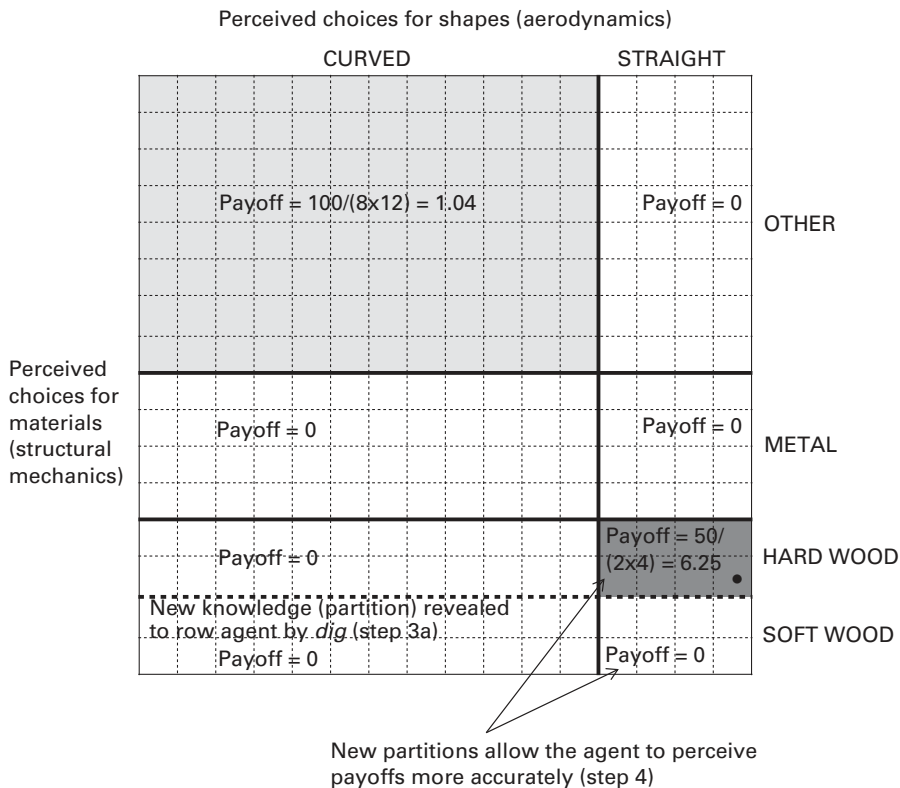 Perceived choices for shapes (aerodynamics)
CURVED
STRAIGHT
Payoff = 100/(8x12) = 1.04
Payoff = 0
OTHER
Perceived
choices for
materials
(structural
mechanics)
Payoff = 0
Payoff = 0
METAL
Payoff = 0
Payoff = 50/
(2x4) = 6.25
HARD WOOD
New knowledge (partition) revealed
to row agent by dig (step 3a)
Payoff = 0
Payoff = 0
SOFT WOOD
New partitions allow the agent to perceive
payoffs more accurately (step 4)